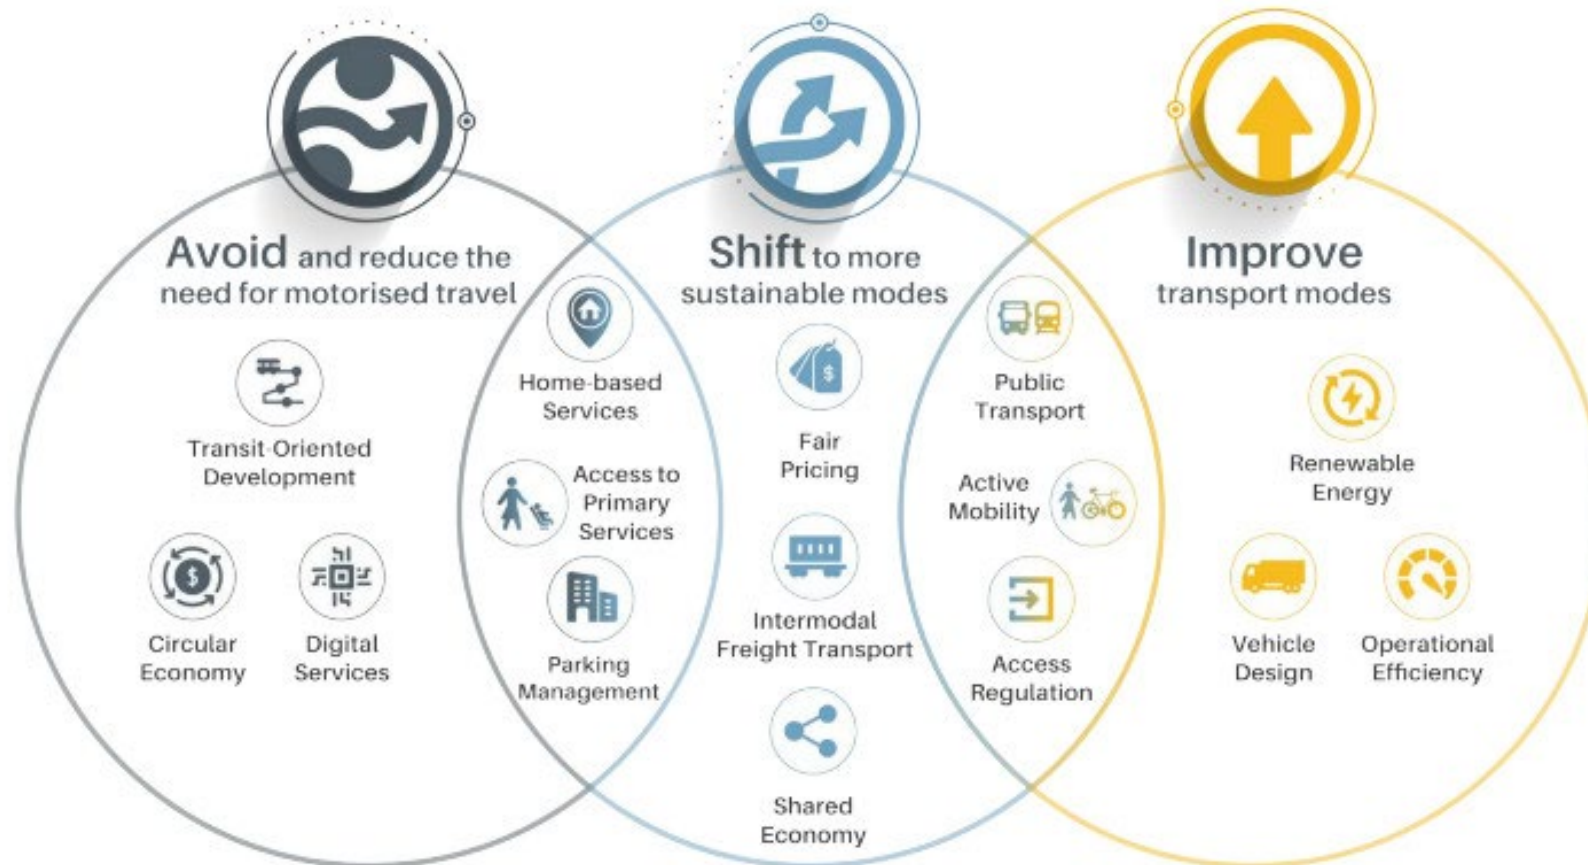 Avoid and reduce the
need for motorised travel
Transit-Oriented
Development
Circular
Economy
Digital
Services
Home-based
Services
Access to
Primary
Services
Parking
Management
Shift to more
sustainable modes
Fair
Pricing
Intermodal
Freight Transport
Shared
Economy
Public
Transport
Active
Mobility
Access
Regulation
Improve
transport modes
Renewable
Energy
Vehicle
Design
Operational
Efficiency